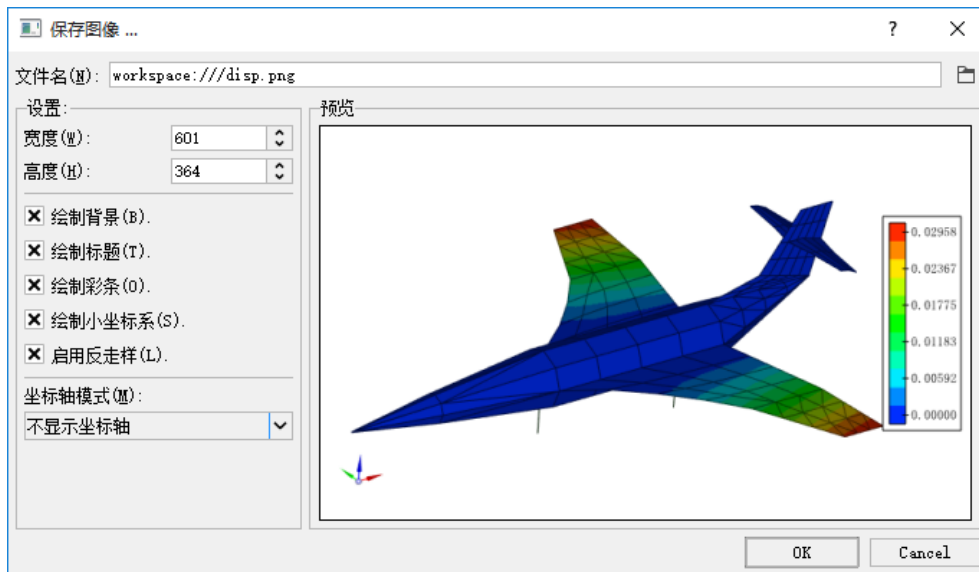 保存图像 ...
?
文件名(N): workspace:///disp.png
设置:
宽度(W): 601
高度(H): 364
绘制背景(B).
绘制标题(T).
绘制彩条(O).
绘制小坐标系(S).
启用反走样(L).
坐标轴模式(M):
不显示坐标轴
预览
0.02958
0.02367
0.01775
0.01183
0.00592
0.00000
OK Cancel